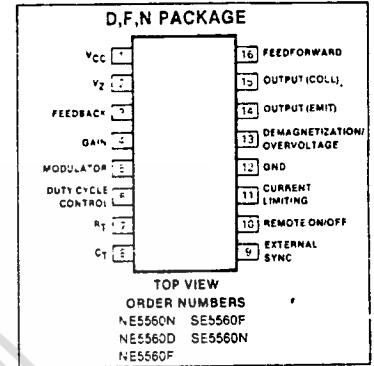 D,F,N PACKAGE
VCC 1
VZ 2
FEEDBACK 3
GAIN 4
MODULATOR 5
DUTY CYCLE
CONTROL 6
RT 7
CT 8
16 FEEDFORWARD
15 OUTPUT (COLL)
14 OUTPUT (EMIT)
13 DEMAGNETIZATION/
OVERVOLTAGE
12 GND
11 CURRENT
LIMITING
10 REMOTE ON/OFF
9 EXTERNAL
SYNC
TOP VIEW
ORDER NUMBERS
NE5560N SE5560F
NE5560D SE5560N
NE5560F